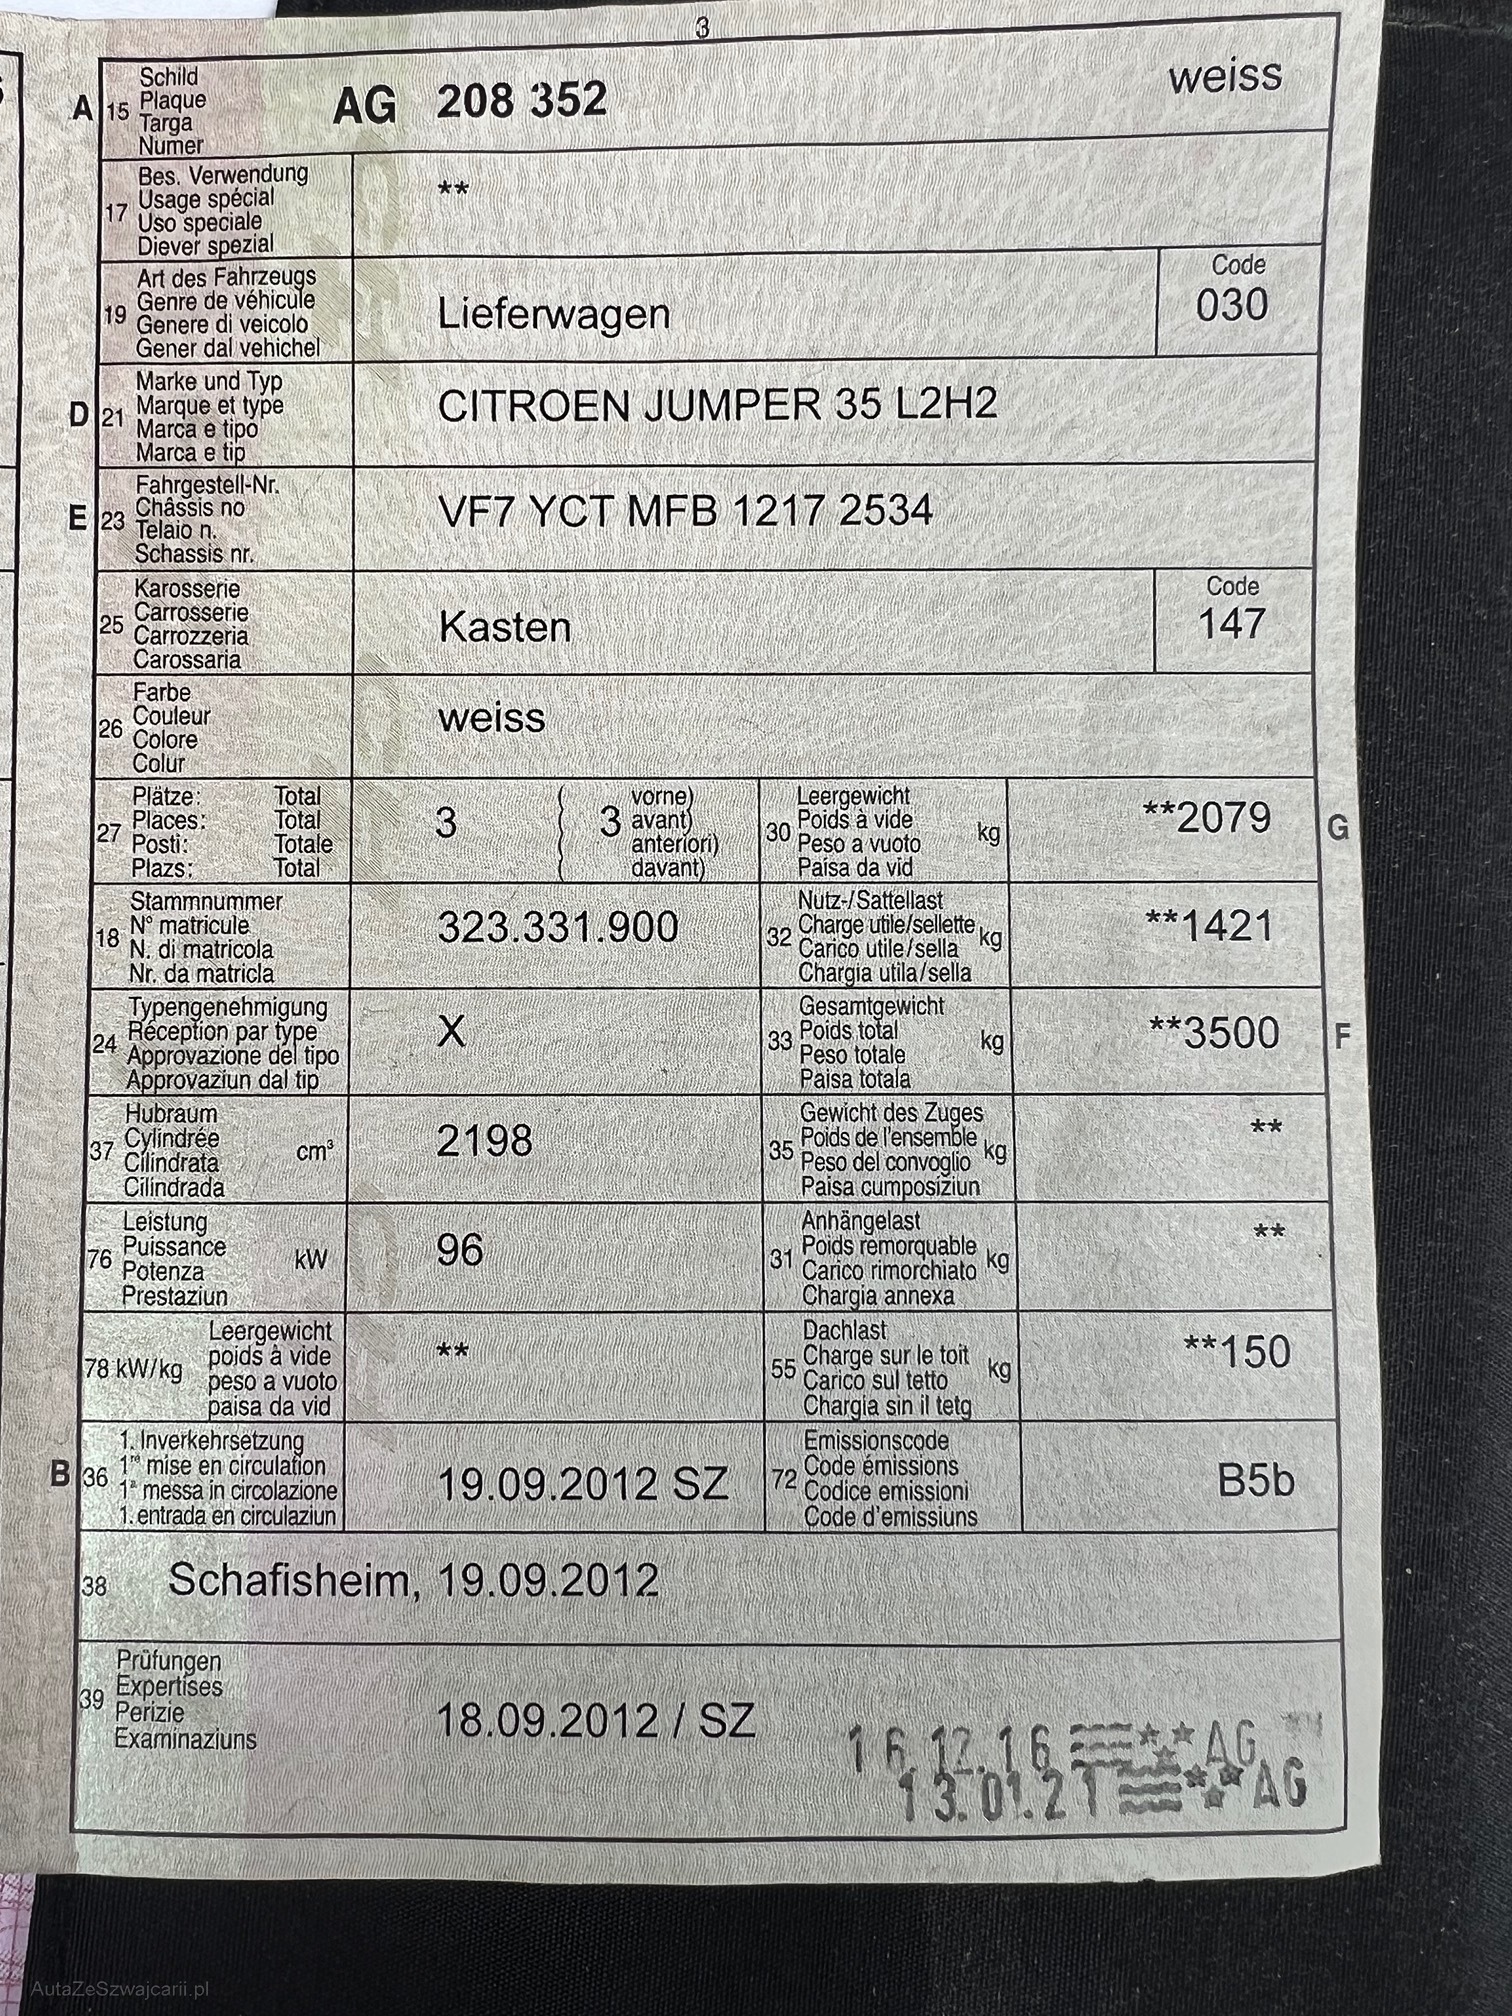 3
A 15 Schild
Plaque
Targa
Numer
AG 208 352
weiss
17 Bes. Verwendung
Usage spécial
Uso speciale
Diever spezial
**
19 Art des Fahrzeugs
Genre de véhicule
Genere di veicolo
Gener dal vehichel
Lieferwagen
Code
030
D 21 Marke und Typ
Marque et type
Marca e tipo
Marca e tip
CITROEN JUMPER 35 L2H2
E 23 Fahrgestell-Nr.
Châssis no
Telaio n.
Schassis nr.
VF7 YCT MFB 1217 2534
25 Karosserie
Carrosserie
Carrozzeria
Carossaria
Kasten
Code
147
26 Farbe
Couleur
Colore
Colur
weiss
27 Plätze: Total
Places: Total
Posti: Totale
Plazs: Total
3 ( 3 vorne)
( avant)
( anteriori)
( davant)
30 Leergewicht
Poids à vide
Peso a vuoto
Paisa da vid
kg
**2079
G
18 Stammnummer
N° matricule
N. di matricola
Nr. da matricla
323.331.900
32 Nutz-/Sattellast
Charge utile/sellette
Carico utile/sella
Chargia utila/sella
kg
**1421
24 Typengenehmigung
Réception par type
Approvazione del tipo
Approvaziun dal tip
X
33 Gesamtgewicht
Poids total
Peso totale
Paisa totala
kg
**3500
F
37 Hubraum
Cylindrée
Cilindrata
Cilindrada
cm³
2198
35 Gewicht des Zuges
Poids de l'ensemble
Peso del convoglio
Paisa cumposiziun
kg
**
76 Leistung
Puissance
Potenza
Prestaziun
kW
96
31 Anhängelast
Poids remorquable
Carico rimorchiato
Chargia annexa
kg
**
78 kW/kg
Leergewicht
poids à vide
peso a vuoto
paisa da vid
**
55 Dachlast
Charge sur le toit
Carico sul tetto
Chargia sin il tetg
kg
**150
B 36 1. Inverkehrsetzung
1re mise en circulation
1a messa in circolazione
1. entrada en circulaziun
19.09.2012 SZ
72 Emissionscode
Code émissions
Codice emissioni
Code d'emissiuns
B5b
38 Schafisheim, 19.09.2012
39 Prüfungen
Expertises
Perizie
Examinaziuns
18.09.2012 / SZ
16.12.16 AG
13.01.21 AG
AutaZeSzwajcarii.pl